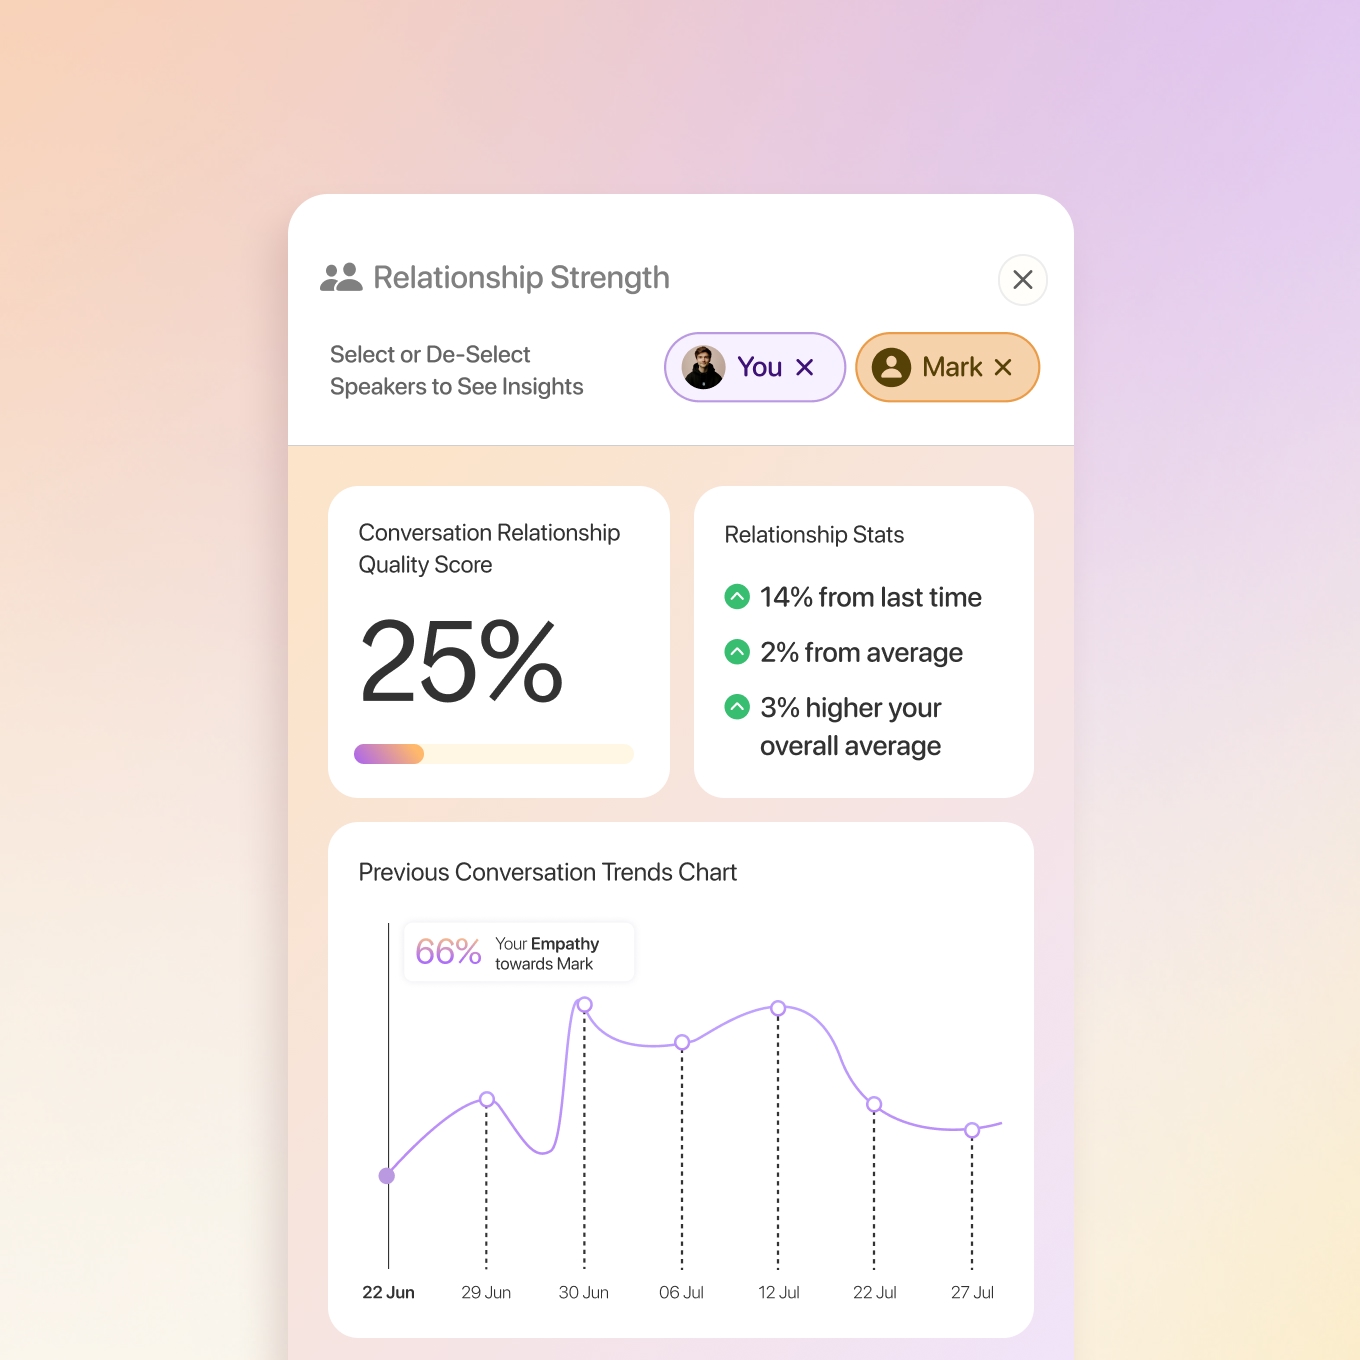 Relationship Strength
Select or De-Select
Speakers to See Insights
You
Mark
Conversation Relationship
Quality Score
25%
Relationship Stats
14% from last time
2% from average
3% higher your
overall average
Previous Conversation Trends Chart
66%
Your Empathy
towards Mark
22 Jun
29 Jun
30 Jun
06 Jul
12 Jul
22 Jul
27 Jul